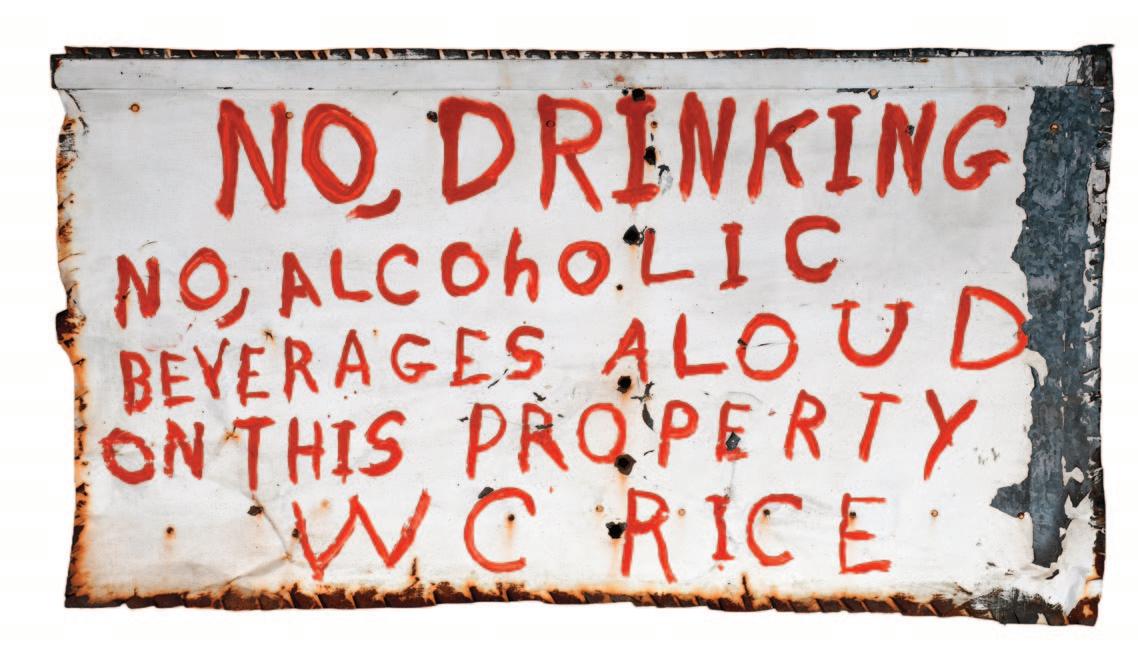 NO, DRINKING
NO, ALCOhOLIC
BEVERAGES ALOUD
ON THIS PROPERTY
W C RICE